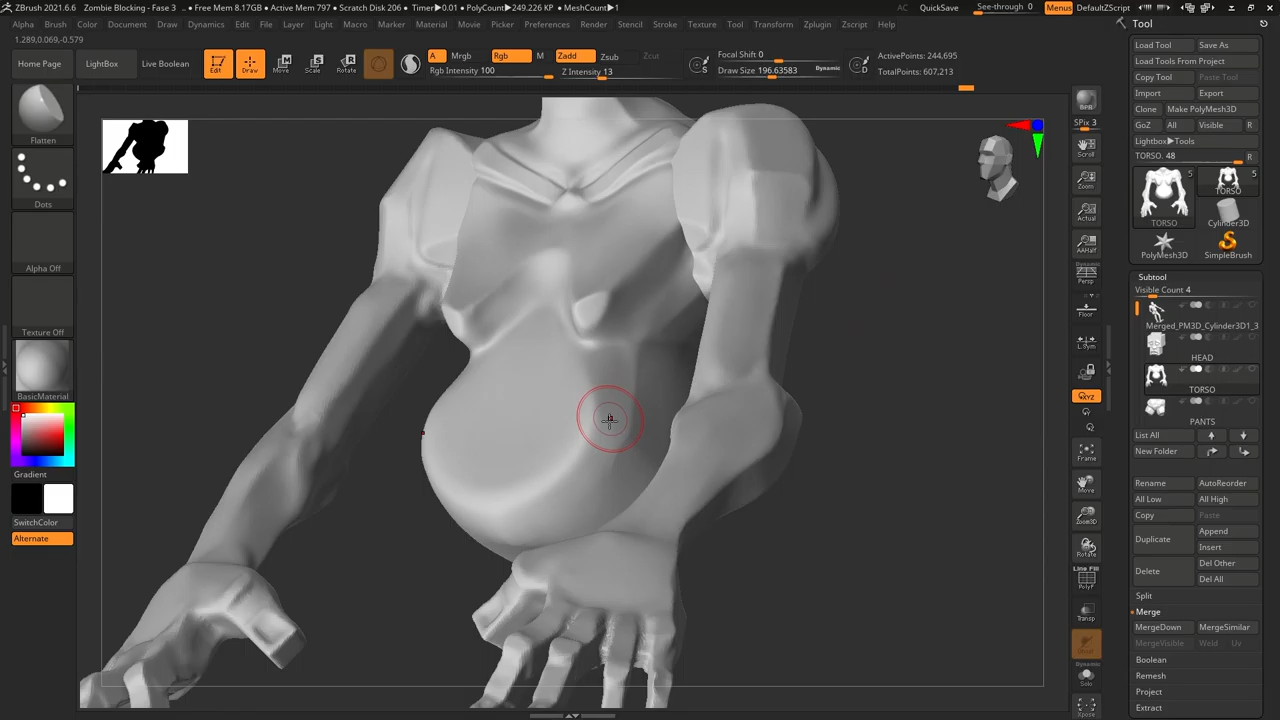 ZBrush 2021.6.6 Zombie Blocking - Fase 3 .. • Free Mem 8.17GB • Active Mem 797 • Scratch Disk 206 • Timer▶0.01 • PolyCount▶249.226 KP • MeshCount▶1 AC QuickSave See-through 0 Menus DefaultZScript
Alpha Brush Color Document Draw Dynamics Edit File Layer Light Macro Marker Material Movie Picker Preferences Render Stencil Stroke Texture Tool Transform Zplugin Zscript Help
Tool
1.289,0.069,-0.579
Home Page
LightBox
Live Boolean
Edit
Draw
Move
Scale
Rotate
A
Mrgb
Rgb
M
Zadd
Zsub
Zcut
Rgb Intensity 100
Z Intensity 13
S
Focal Shift 0
Draw Size 196.63583
Dynamic
D
ActivePoints: 244,695
TotalPoints: 607,213
Flatten
Dots
Alpha Off
Texture Off
BasicMaterial
Gradient
SwitchColor
Alternate
BPR
SPix 3
Scroll
Zoom
Actual
AAHalf
Dynamic
Persp
Floor
L.Sym
XYZ
Frame
Move
Zoom3D
Rotate
Line Fill
PolyF
Transp
Dynamic
Solo
Xpose
Load Tool Save As
Load Tools From Project
Copy Tool Paste Tool
Import Export
Clone Make PolyMesh3D
GoZ All Visible R
Lightbox▶Tools
TORSO. 48 R
5
5
TORSO
TORSO
Cylinder3D
PolyMesh3D
SimpleBrush
Subtool
Visible Count 4
Merged_PM3D_Cylinder3D1_3
HEAD
TORSO
PANTS
List All
New Folder
Rename AutoReorder
All Low All High
Copy Paste
Duplicate
Append
Insert
Delete
Del Other
Del All
Split
Merge
MergeDown MergeSimilar
MergeVisible Weld Uv
Boolean
Remesh
Project
Extract